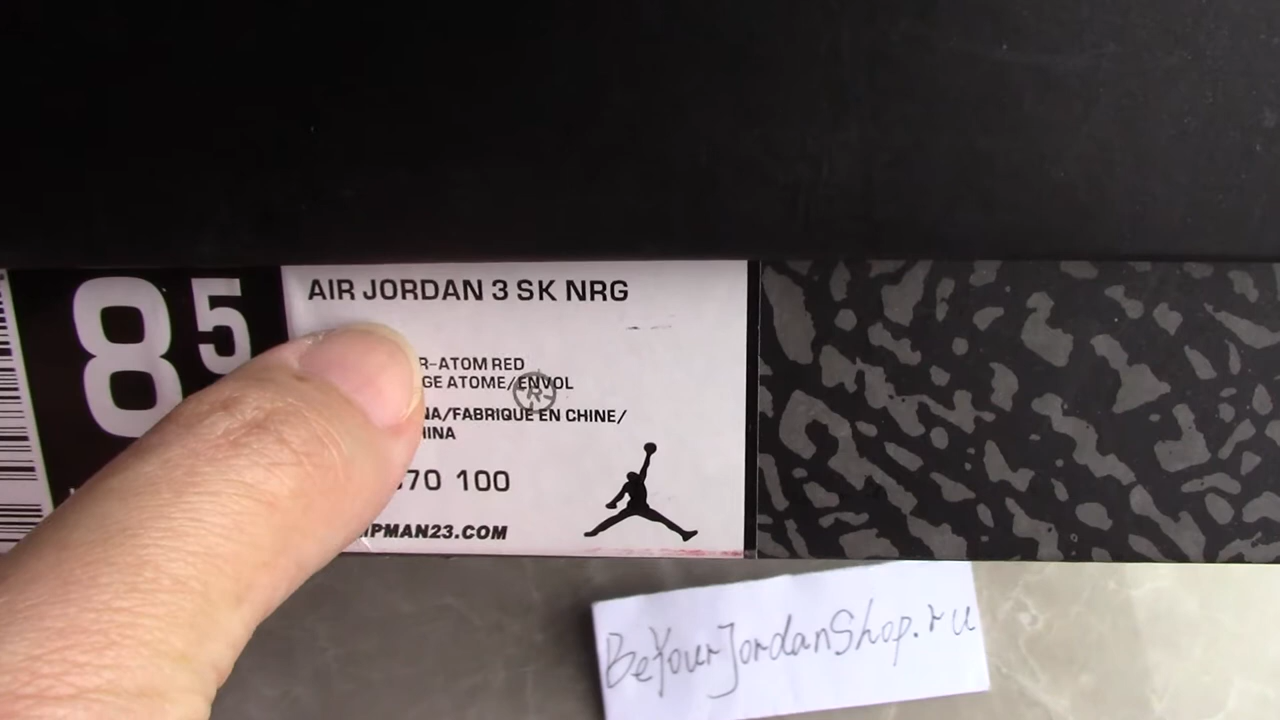 8 5
AIR JORDAN 3 SK NRG
R-ATOM RED
GE ATOME/ENVOL
NA/FABRIQUE EN CHINE/
HINA
70 100
MPMAN23.COM
BeYourJordanShop.ru